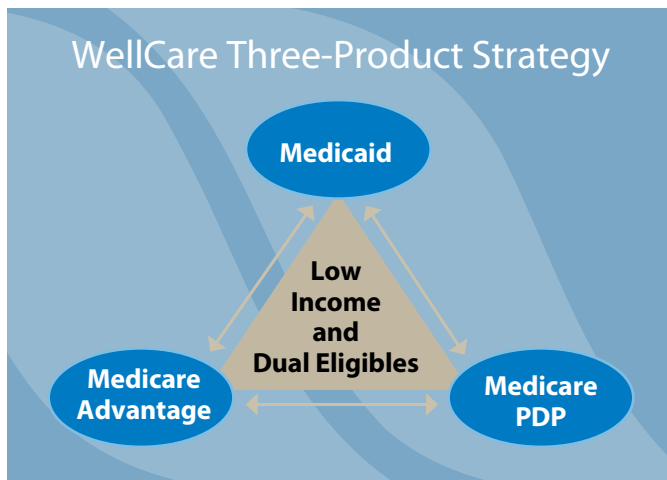 WellCare Three-Product Strategy
Medicaid
Low
Income
and
Dual Eligibles
Medicare
Advantage
Medicare
PDP